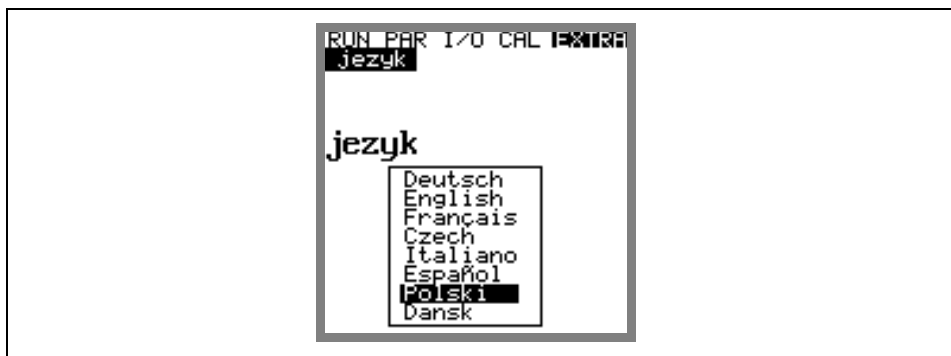 RUN PAR I/O CAL EXTRA
jezyk
jezyk
Deutsch
English
Français
Czech
Italiano
Español
Polski
Dansk